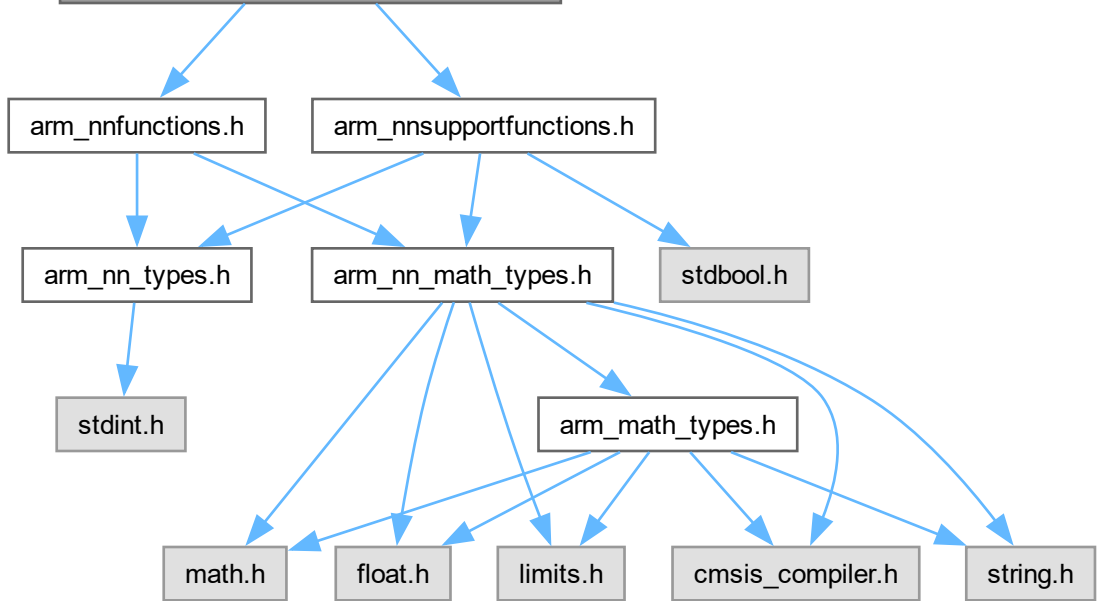 arm_nnfunctions.h
arm_nnsupportfunctions.h
arm_nn_types.h
arm_nn_math_types.h
stdbool.h
stdint.h
arm_math_types.h
math.h
float.h
limits.h
cmsis_compiler.h
string.h